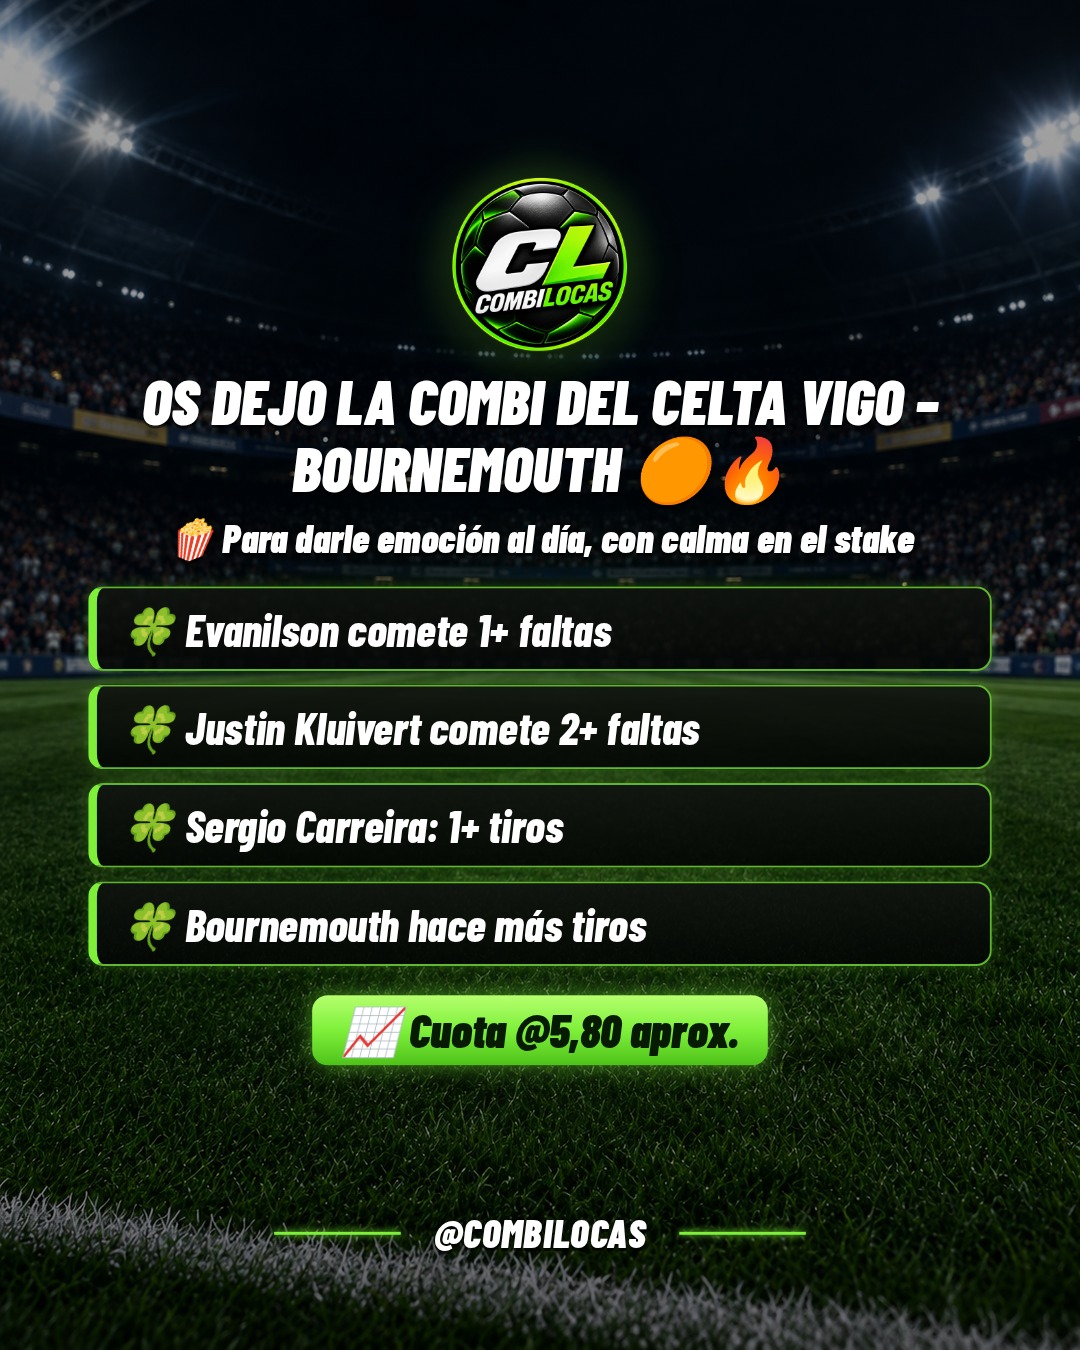 CL
COMBILOCAS
OS DEJO LA COMBI DEL CELTA VIGO -
BOURNEMOUTH 🟠🔥
🍿 Para darle emoción al día, con calma en el stake
🍀 Evanilson comete 1+ faltas
🍀 Justin Kluivert comete 2+ faltas
🍀 Sergio Carreira: 1+ tiros
🍀 Bournemouth hace más tiros
📈 Cuota @5,80 aprox.
@COMBILOCAS